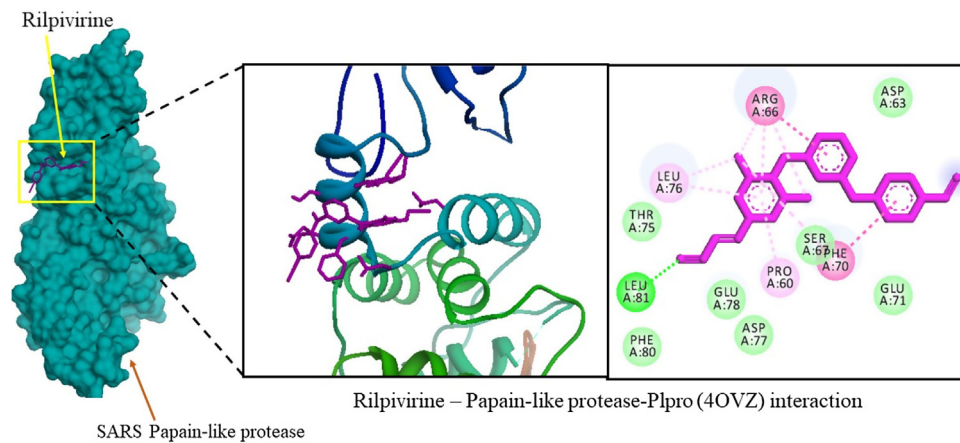 Rilpivirine
ARG
A:66
ASP
A:63
LEU
A:76
THR
A:75
SER
A:67
PHE
A:70
LEU
A:81
PRO
A:60
GLU
A:78
GLU
A:71
ASP
A:77
PHE
A:80
Rilpivirine – Papain-like protease-Plpro (4OVZ) interaction
SARS Papain-like protease